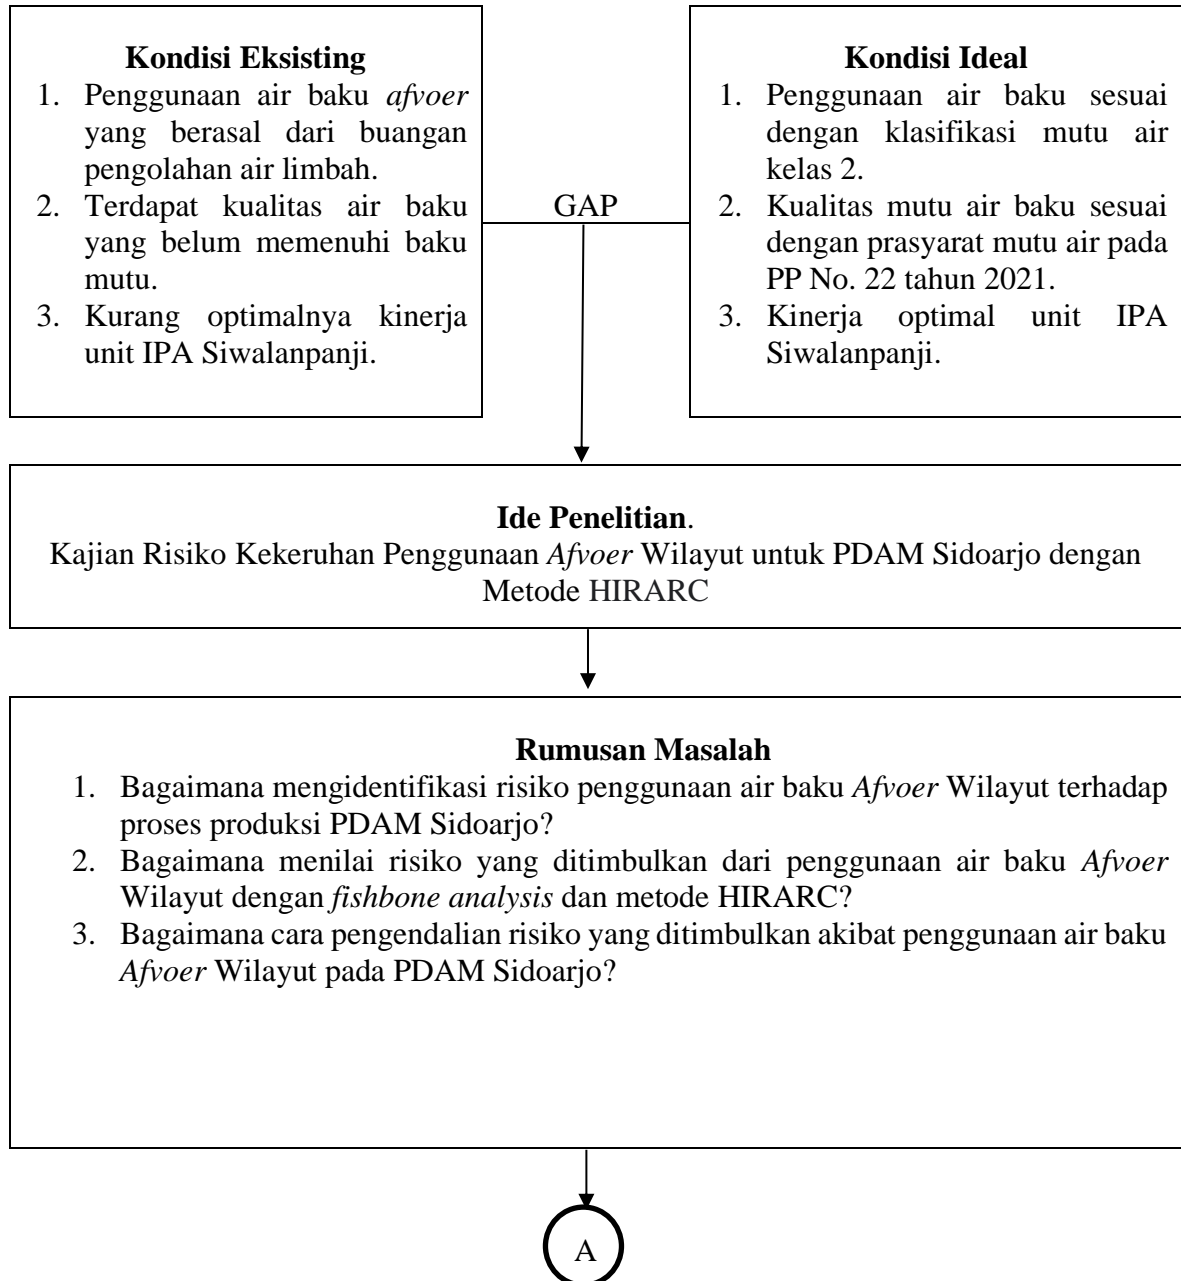 Kondisi Eksisting
1. Penggunaan air baku afvoer
yang berasal dari buangan
pengolahan air limbah.
2. Terdapat kualitas air baku
yang belum memenuhi baku
mutu.
3. Kurang optimalnya kinerja
unit IPA Siwalanpanji.
GAP
Kondisi Ideal
1. Penggunaan air baku sesuai
dengan klasifikasi mutu air
kelas 2.
2. Kualitas mutu air baku sesuai
dengan prasyarat mutu air pada
PP No. 22 tahun 2021.
3. Kinerja optimal unit IPA
Siwalanpanji.
Ide Penelitian.
Kajian Risiko Kekeruhan Penggunaan Afvoer Wilayut untuk PDAM Sidoarjo dengan
Metode HIRARC
Rumusan Masalah
1. Bagaimana mengidentifikasi risiko penggunaan air baku Afvoer Wilayut terhadap
proses produksi PDAM Sidoarjo?
2. Bagaimana menilai risiko yang ditimbulkan dari penggunaan air baku Afvoer
Wilayut dengan fishbone analysis dan metode HIRARC?
3. Bagaimana cara pengendalian risiko yang ditimbulkan akibat penggunaan air baku
Afvoer Wilayut pada PDAM Sidoarjo?
A